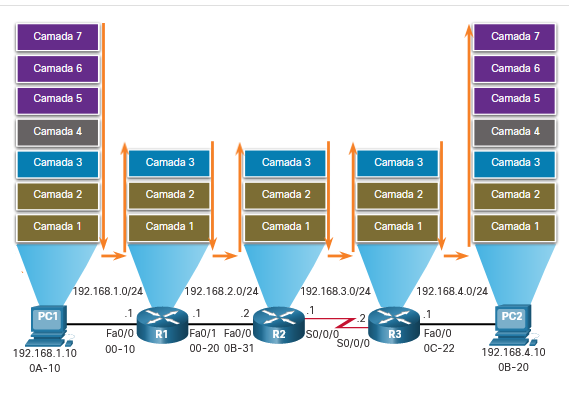 Camada 7
Camada 6
Camada 5
Camada 4
Camada 3
Camada 2
Camada 1
Camada 3
Camada 2
Camada 1
Camada 3
Camada 2
Camada 1
Camada 3
Camada 2
Camada 1
Camada 7
Camada 6
Camada 5
Camada 4
Camada 3
Camada 2
Camada 1
192.168.1.0/24
192.168.2.0/24
192.168.3.0/24
192.168.4.0/24
PC1
.1
R1
.1
.2
R2
.1
.2
R3
.1
PC2
Fa0/0
00-10
Fa0/1
00-20
Fa0/0
0B-31
S0/0/0
S0/0/0
Fa0/0
0C-22
192.168.1.10
0A-10
192.168.4.10
0B-20